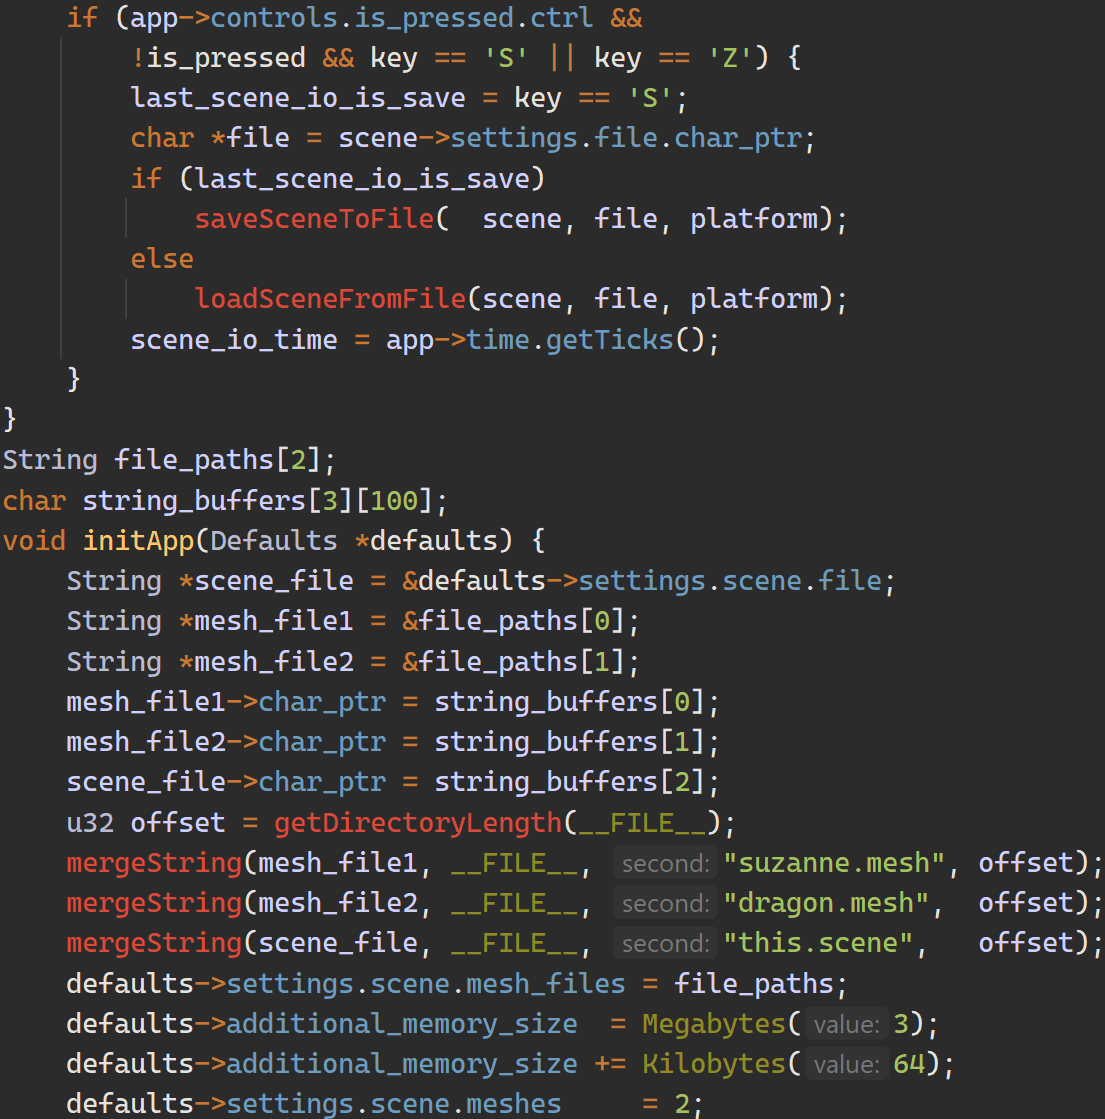 if (app->controls.is_pressed.ctrl &&
!is_pressed && key == 'S' || key == 'Z') {
last_scene_io_is_save = key == 'S';
char *file = scene->settings.file.char_ptr;
if (last_scene_io_is_save)
saveSceneToFile(  scene, file, platform);
else
loadSceneFromFile(scene, file, platform);
scene_io_time = app->time.getTicks();
}
}
String file_paths[2];
char string_buffers[3][100];
void initApp(Defaults *defaults) {
String *scene_file = &defaults->settings.scene.file;
String *mesh_file1 = &file_paths[0];
String *mesh_file2 = &file_paths[1];
mesh_file1->char_ptr = string_buffers[0];
mesh_file2->char_ptr = string_buffers[1];
scene_file->char_ptr = string_buffers[2];
u32 offset = getDirectoryLength(__FILE__);
mergeString(mesh_file1, __FILE__, second: "suzanne.mesh", offset);
mergeString(mesh_file2, __FILE__, second: "dragon.mesh",  offset);
mergeString(scene_file, __FILE__, second: "this.scene",   offset);
defaults->settings.scene.mesh_files = file_paths;
defaults->additional_memory_size  = Megabytes( value: 3);
defaults->additional_memory_size += Kilobytes( value: 64);
defaults->settings.scene.meshes     = 2;